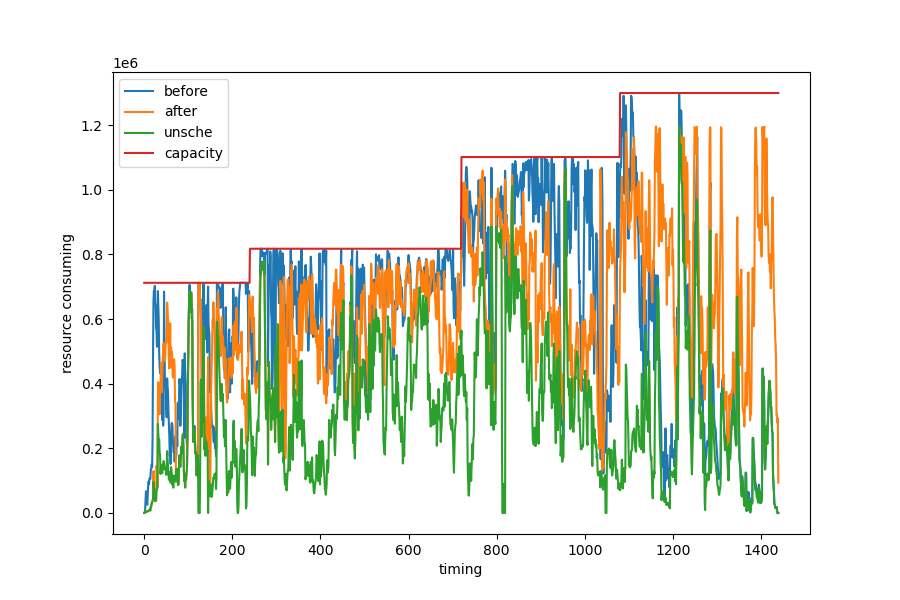 1e6
before
after
unsche
capacity
1.2
1.0
0.8
0.6
0.4
0.2
0.0
resource consuming
0 200 400 600 800 1000 1200 1400
timing